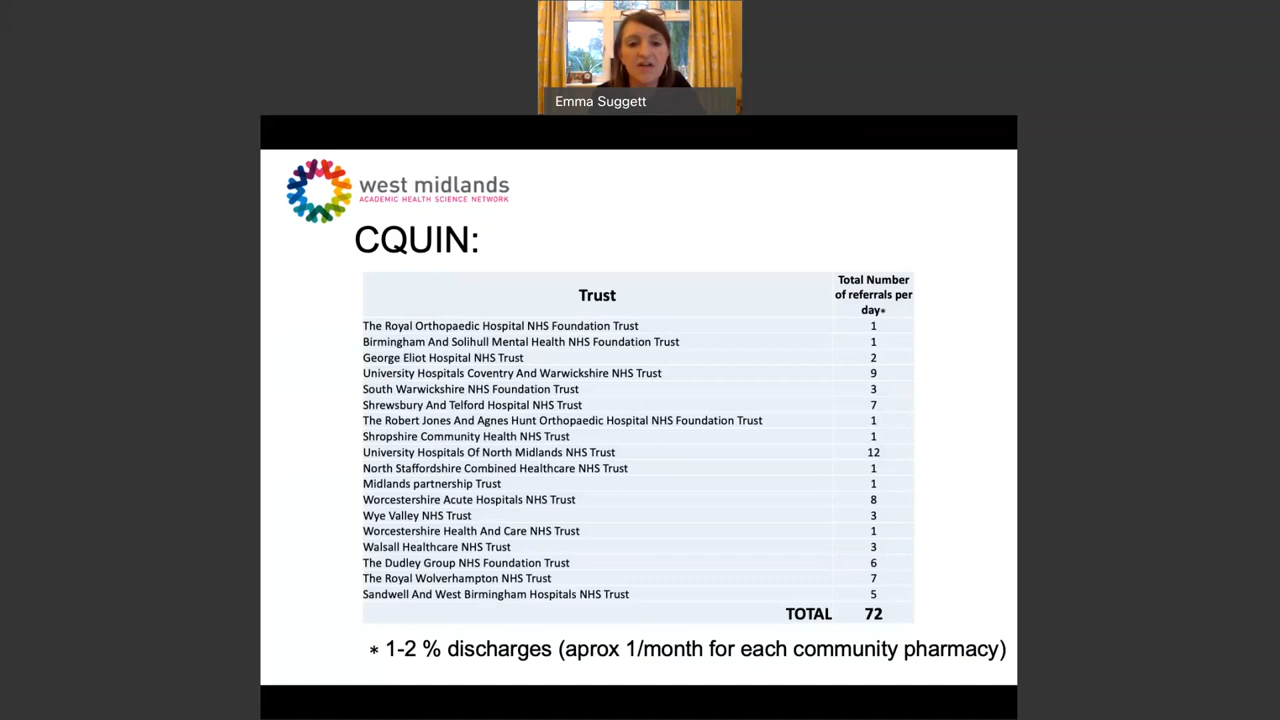 Emma Suggett
west midlands
ACADEMIC HEALTH SCIENCE NETWORK
CQUIN:
Trust
Total Number
of referrals per
day*
The Royal Orthopaedic Hospital NHS Foundation Trust 1
Birmingham And Solihull Mental Health NHS Foundation Trust 1
George Eliot Hospital NHS Trust 2
University Hospitals Coventry And Warwickshire NHS Trust 9
South Warwickshire NHS Foundation Trust 3
Shrewsbury And Telford Hospital NHS Trust 7
The Robert Jones And Agnes Hunt Orthopaedic Hospital NHS Foundation Trust 1
Shropshire Community Health NHS Trust 1
University Hospitals Of North Midlands NHS Trust 12
North Staffordshire Combined Healthcare NHS Trust 1
Midlands partnership Trust 1
Worcestershire Acute Hospitals NHS Trust 8
Wye Valley NHS Trust 3
Worcestershire Health And Care NHS Trust 1
Walsall Healthcare NHS Trust 3
The Dudley Group NHS Foundation Trust 6
The Royal Wolverhampton NHS Trust 7
Sandwell And West Birmingham Hospitals NHS Trust 5
TOTAL 72
* 1-2 % discharges (aprox 1/month for each community pharmacy)